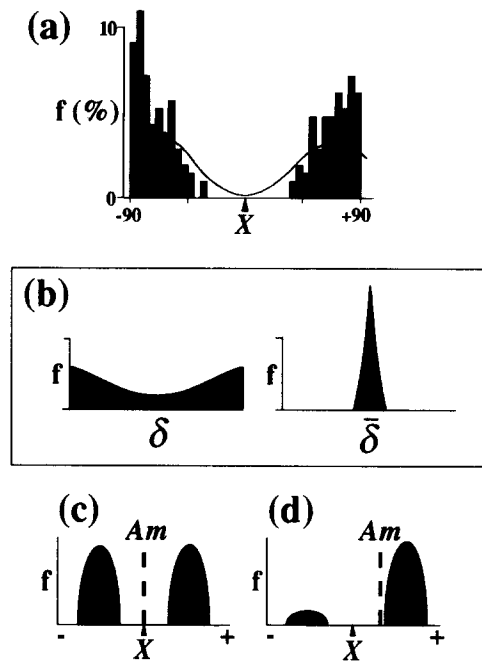 (a)
10
f (%)
0
-90
X
+90
(b)
f
δ
f
δ̄
(c)
Am
f
-
X
+
(d)
Am
f
-
X
+